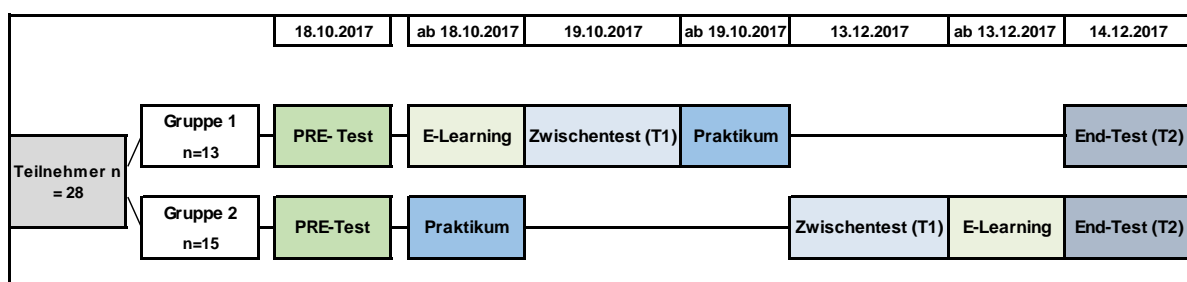 18.10.2017 ab 18.10.2017 19.10.2017 ab 19.10.2017 13.12.2017 ab 13.12.2017 14.12.2017
Gruppe 1
n=13
PRE- Test E-Learning Zwischentest (T1) Praktikum End-Test (T2)
Teilnehmer n
= 28
Gruppe 2
n=15
PRE-Test Praktikum Zwischentest (T1) E-Learning End-Test (T2)